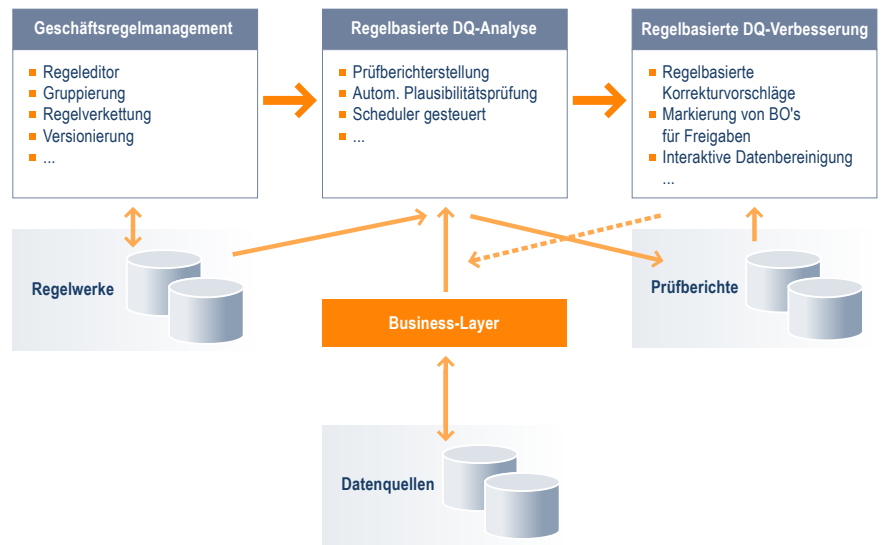 Geschäftsregelmanagement
Regeleditor
Gruppierung
Regelverkettung
Versionierung
...
Regelbasierte DQ-Analyse
Prüfberichterstellung
Autom. Plausibilitätsprüfung
Scheduler gesteuert
...
Regelbasierte DQ-Verbesserung
Regelbasierte
Korrekturvorschläge
Markierung von BO's
für Freigaben
Interaktive Datenbereinigung
...
Regelwerke
Prüfberichte
Business-Layer
Datenquellen